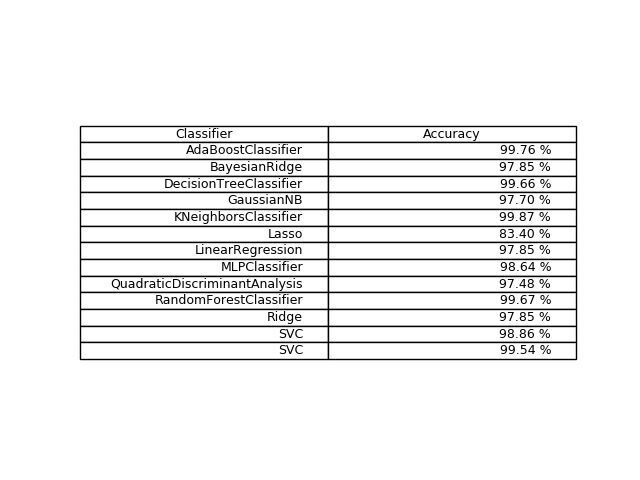 Classifier Accuracy
AdaBoostClassifier 99.76 %
BayesianRidge 97.85 %
DecisionTreeClassifier 99.66 %
GaussianNB 97.70 %
KNeighborsClassifier 99.87 %
Lasso 83.40 %
LinearRegression 97.85 %
MLPClassifier 98.64 %
QuadraticDiscriminantAnalysis 97.48 %
RandomForestClassifier 99.67 %
Ridge 97.85 %
SVC 98.86 %
SVC 99.54 %